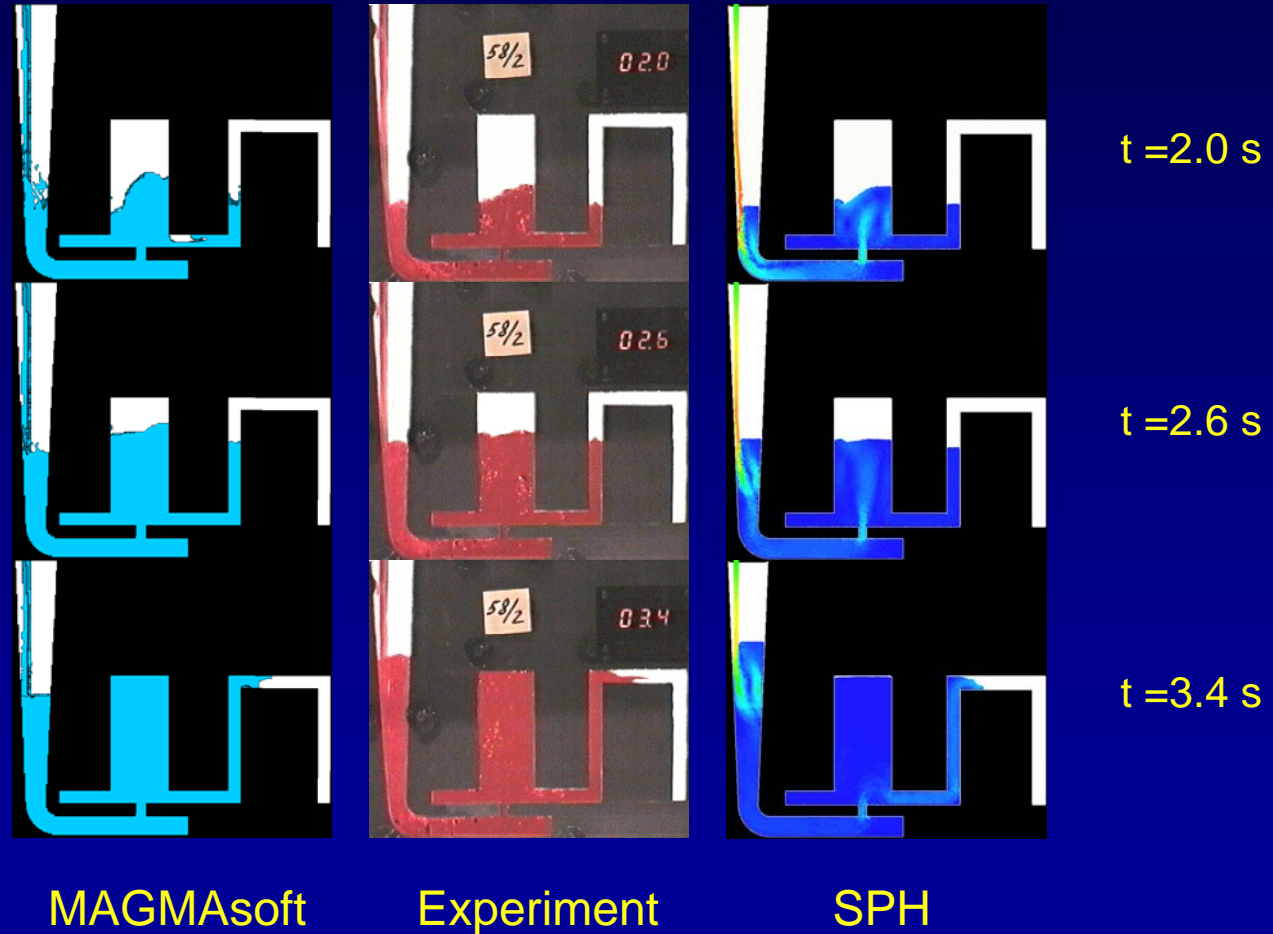 58/2
02.0
t =2.0 s
58/2
02.6
t =2.6 s
58/2
03.4
t =3.4 s
MAGMAsoft
Experiment
SPH